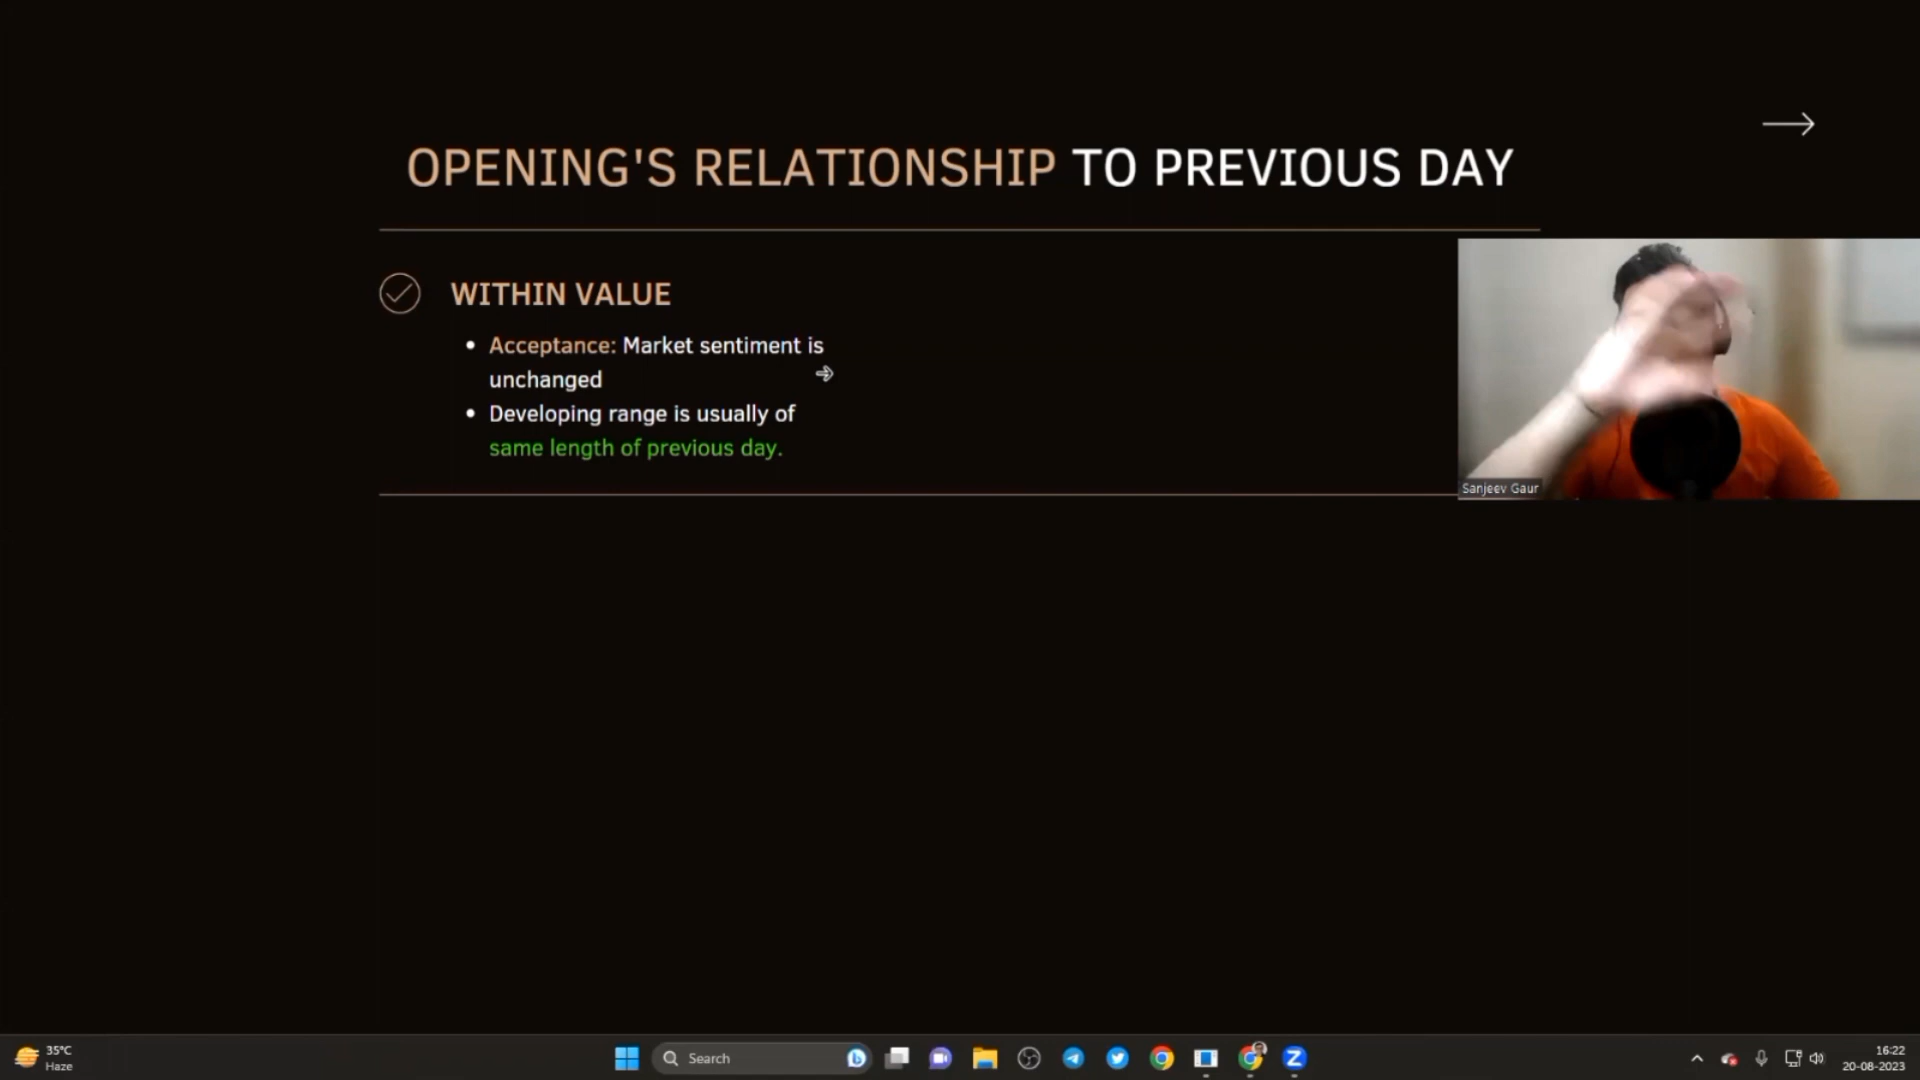 OPENING'S RELATIONSHIP TO PREVIOUS DAY
WITHIN VALUE
• Acceptance: Market sentiment is
unchanged
• Developing range is usually of
same length of previous day.
Sanjeev Gaur
35°C
Haze
Search
16:22
20-08-2023